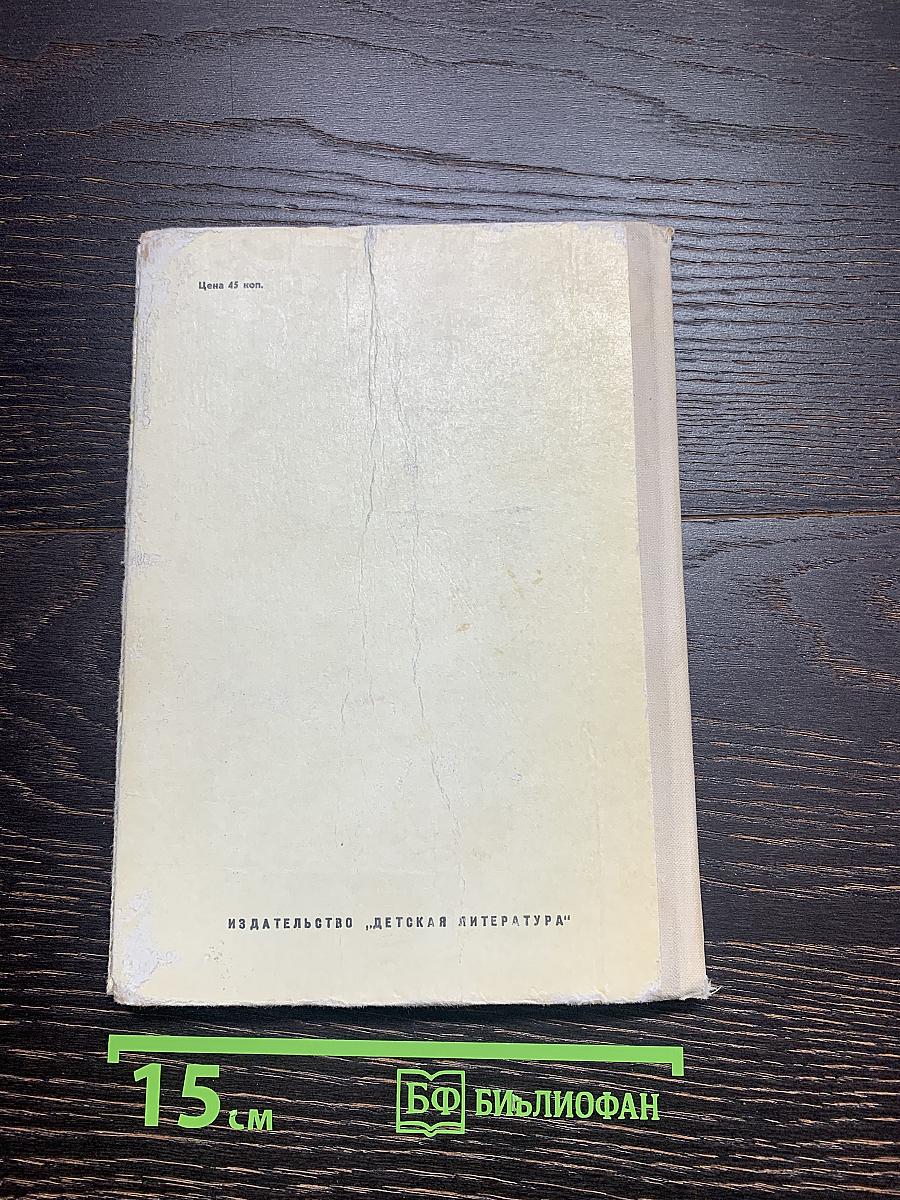 Цена 45 коп.
ИЗДАТЕЛЬСТВО „ДЕТСКАЯ ЛИТЕРАТУРА“
15 см
БФ БИБЛИОФАН